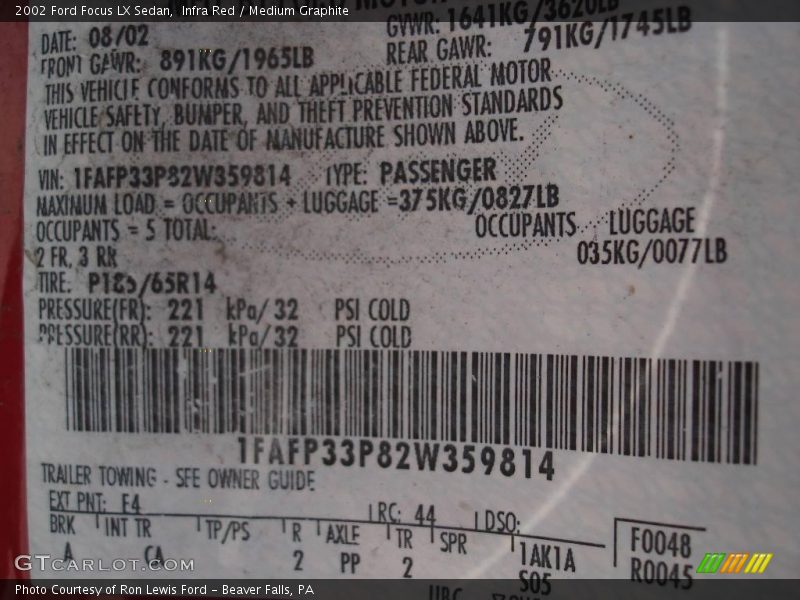 2002 Ford Focus LX Sedan, Infra Red / Medium Graphite
DATE: 08/02 GVWR: 1641KG/3620LB
FRONT GAWR: 891KG/1965LB REAR GAWR: 791KG/1745LB
THIS VEHICLE CONFORMS TO ALL APPLICABLE FEDERAL MOTOR
VEHICLE SAFETY, BUMPER, AND THEFT PREVENTION STANDARDS
IN EFFECT ON THE DATE OF MANUFACTURE SHOWN ABOVE.
VIN: 1FAFP33P82W359814 TYPE: PASSENGER
MAXIMUM LOAD = OCCUPANTS + LUGGAGE =375KG/0827LB
OCCUPANTS = 5 TOTAL: OCCUPANTS LUGGAGE
2 FR, 3 RR 035KG/0077LB
TIRE: P185/65R14
PRESSURE(FR): 221 kPa/ 32 PSI COLD
PRESSURE(RR): 221 kPa/ 32 PSI COLD
1FAFP33P82W359814
TRAILER TOWING - SEE OWNER GUIDE
EXT PNT: E4 RC: 44 DSO:
BRK INT TR TP/PS R AXLE TR SPR F0048
A CA 2 PP 2 1AK1A R0045
S05
GTCARLOT.COM
Photo Courtesy of Ron Lewis Ford - Beaver Falls, PA